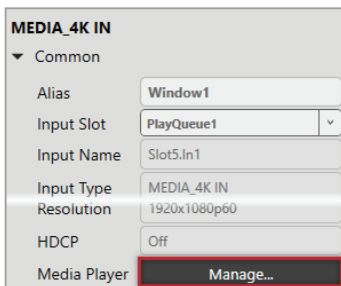 MEDIA_4K IN
Common
Alias Window1
Input Slot PlayQueue1
Input Name Slot5.In1
Input Type MEDIA_4K IN
Resolution 1920x1080p60
HDCP Off
Media Player Manage...